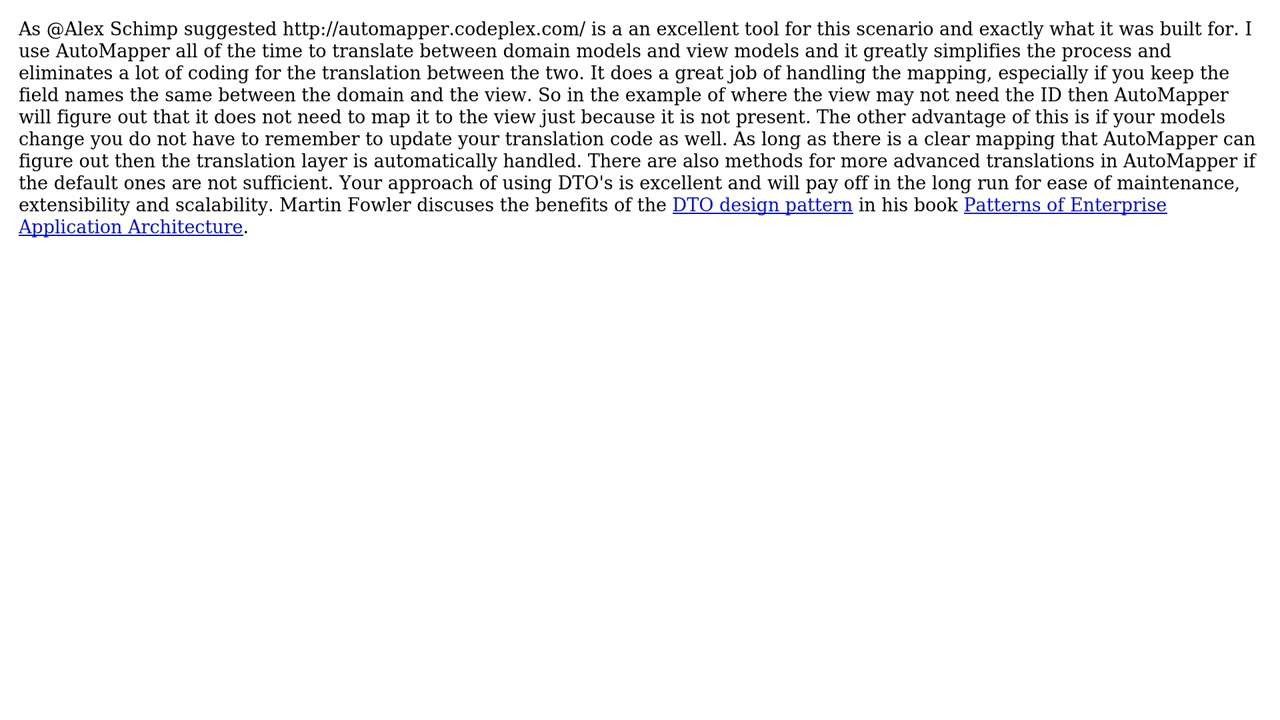 As @Alex Schimp suggested http://automapper.codeplex.com/ is a an excellent tool for this scenario and exactly what it was built for. I
use AutoMapper all of the time to translate between domain models and view models and it greatly simplifies the process and
eliminates a lot of coding for the translation between the two. It does a great job of handling the mapping, especially if you keep the
field names the same between the domain and the view. So in the example of where the view may not need the ID then AutoMapper
will figure out that it does not need to map it to the view just because it is not present. The other advantage of this is if your models
change you do not have to remember to update your translation code as well. As long as there is a clear mapping that AutoMapper can
figure out then the translation layer is automatically handled. There are also methods for more advanced translations in AutoMapper if
the default ones are not sufficient. Your approach of using DTO's is excellent and will pay off in the long run for ease of maintenance,
extensibility and scalability. Martin Fowler discusses the benefits of the DTO design pattern in his book Patterns of Enterprise
Application Architecture.